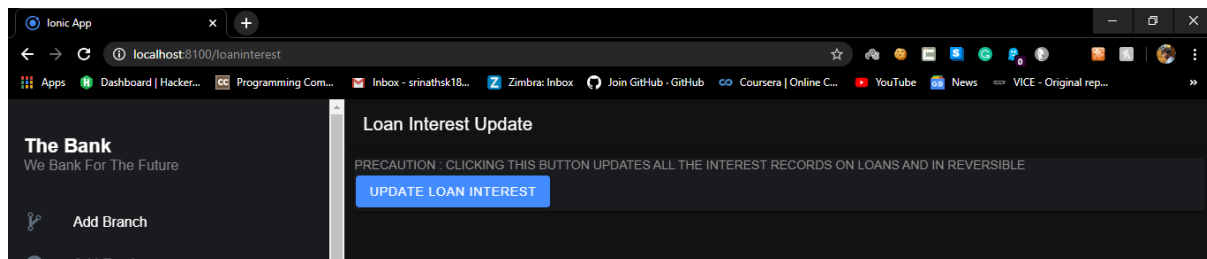 Ionic App
localhost:8100/loaninterest
Apps Dashboard | Hacker... Programming Com... Inbox - srinathsk18... Zimbra: Inbox Join GitHub · GitHub Coursera | Online C... YouTube News VICE - Original rep... »
The Bank
We Bank For The Future
Add Branch
Loan Interest Update
PRECAUTION : CLICKING THIS BUTTON UPDATES ALL THE INTEREST RECORDS ON LOANS AND IN REVERSIBLE
UPDATE LOAN INTEREST